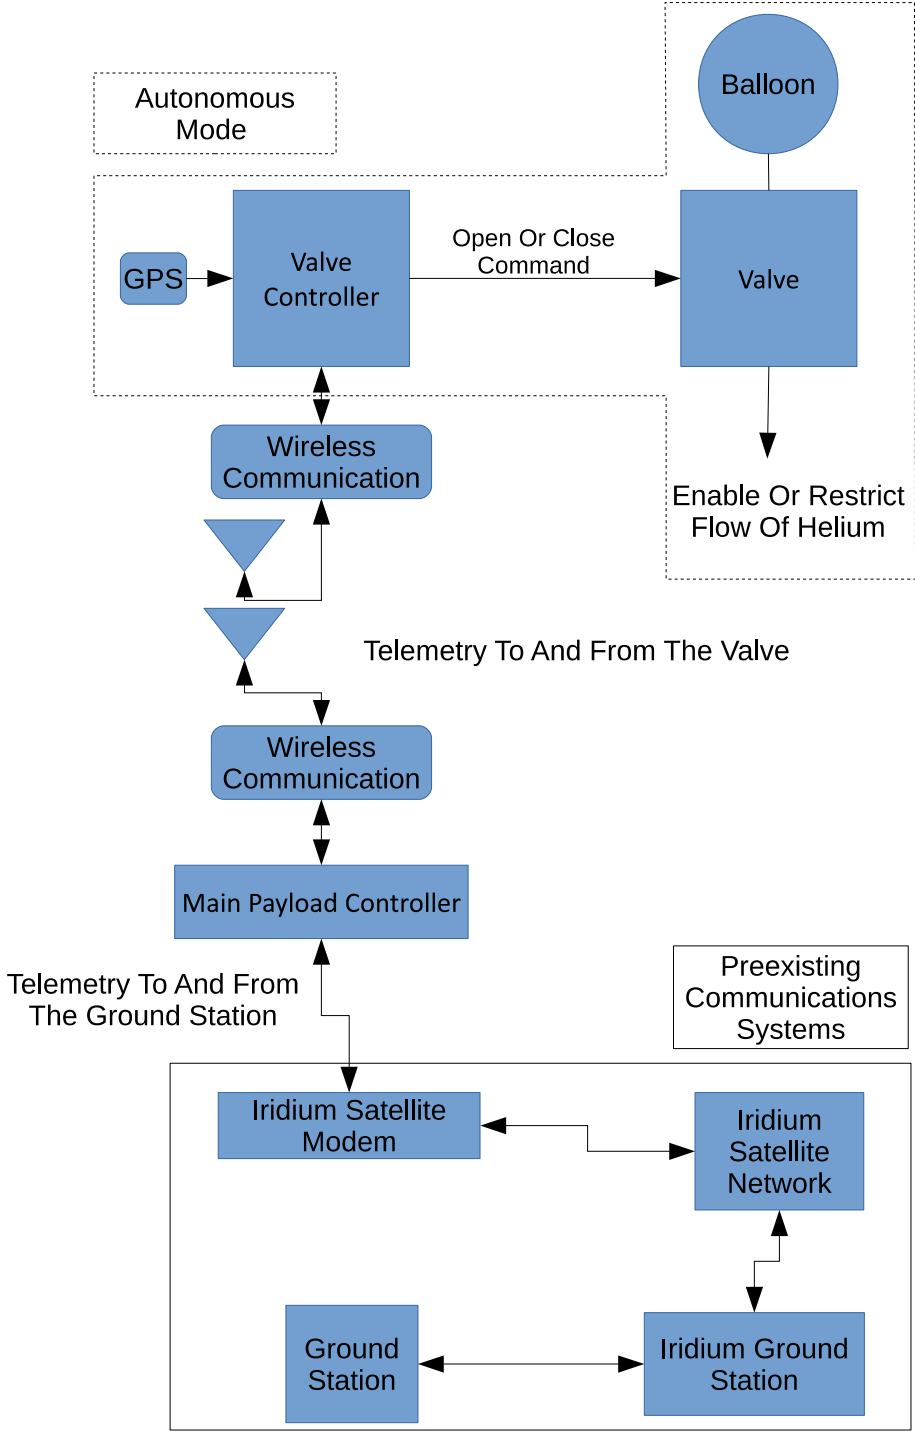 Balloon
Autonomous
Mode
GPS
Valve
Controller
Open Or Close
Command
Valve
Wireless
Communication
Enable Or Restrict
Flow Of Helium
Telemetry To And From The Valve
Wireless
Communication
Main Payload Controller
Telemetry To And From
The Ground Station
Preexisting
Communications
Systems
Iridium Satellite
Modem
Iridium
Satellite
Network
Ground
Station
Iridium Ground
Station